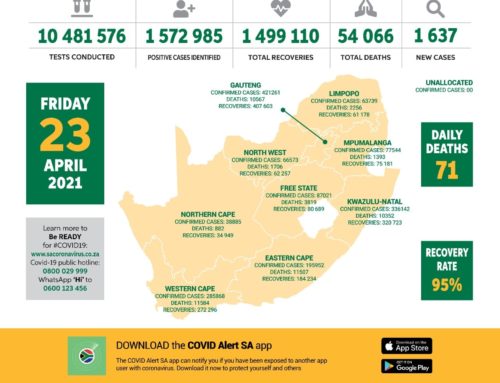 10 481 576
TESTS CONDUCTED
1 572 985
POSITIVE CASES IDENTIFIED
1 499 110
TOTAL RECOVERIES
54 066
TOTAL DEATHS
1 637
NEW CASES
FRIDAY
23
APRIL
2021
Learn more to
Be READY
for
#COVID19:
www.sacoronavirus.co.za
Covid-19 public hotline:
0800 029 999
WhatsApp 'Hi' to
0600 123 456
GAUTENG
CONFIRMED CASES: 421261
DEATHS: 10567
RECOVERIES: 407 603
LIMPOPO
CONFIRMED CASES: 63739
DEATHS: 2256
RECOVERIES: 61 178
MPUMALANGA
CONFIRMED CASES: 77544
DEATHS: 1393
RECOVERIES: 75 181
NORTH WEST
CONFIRMED CASES: 66573
DEATHS: 1706
RECOVERIES: 62 257
FREE STATE
CONFIRMED CASES: 87021
DEATHS: 3819
RECOVERIES: 80 689
KWAZULU-NATAL
CONFIRMED CASES: 336142
DEATHS: 10352
RECOVERIES: 320 723
NORTHERN CAPE
CONFIRMED CASES: 38885
DEATHS: 882
RECOVERIES: 34 949
EASTERN CAPE
CONFIRMED CASES: 195952
DEATHS: 11507
RECOVERIES: 184 234
WESTERN CAPE
CONFIRMED CASES: 285868
DEATHS: 11584
RECOVERIES: 272 296
UNALLOCATED
CONFIRMED CASES: 00
DAILY
DEATHS
71
RECOVERY
RATE
95%
DOWNLOAD the COVID Alert SA app
The COVID Alert SA app can notify you if you have been exposed to another app
user with coronavirus. Download it now to protect yourself and others
Download on the
App Store
GET IT ON
Google Play